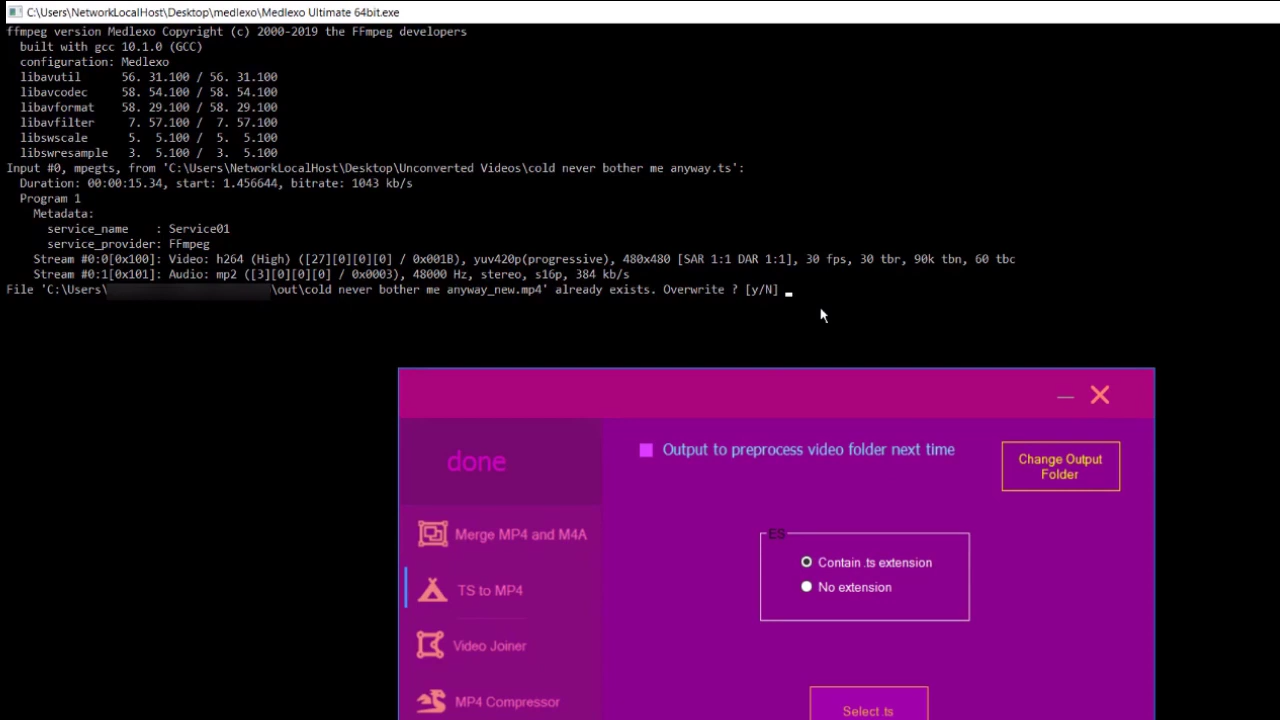 C:\Users\NetworkLocalHost\Desktop\medlexo\Medlexo Ultimate 64bit.exe
ffmpeg version Medlexo Copyright (c) 2000-2019 the FFmpeg developers
built with gcc 10.1.0 (GCC)
configuration: Medlexo
libavutil 56. 31.100 / 56. 31.100
libavcodec 58. 54.100 / 58. 54.100
libavformat 58. 29.100 / 58. 29.100
libavfilter 7. 57.100 / 7. 57.100
libswscale 5. 5.100 / 5. 5.100
libswresample 3. 5.100 / 3. 5.100
Input #0, mpegts, from 'C:\Users\NetworkLocalHost\Desktop\Unconverted Videos\cold never bother me anyway.ts':
Duration: 00:00:15.34, start: 1.456644, bitrate: 1043 kb/s
Program 1
Metadata:
service_name : Service01
service_provider: FFmpeg
Stream #0:0[0x100]: Video: h264 (High) ([27][0][0][0] / 0x001B), yuv420p(progressive), 480x480 [SAR 1:1 DAR 1:1], 30 fps, 30 tbr, 90k tbn, 60 tbc
Stream #0:1[0x101]: Audio: mp2 ([3][0][0][0] / 0x0003), 48000 Hz, stereo, s16p, 384 kb/s
File 'C:\Users\ \out\cold never bother me anyway_new.mp4' already exists. Overwrite ? [y/N]
done
Merge MP4 and M4A
TS to MP4
Video Joiner
MP4 Compressor
Output to preprocess video folder next time
Change Output
Folder
ES
Contain .ts extension
No extension
Select .ts